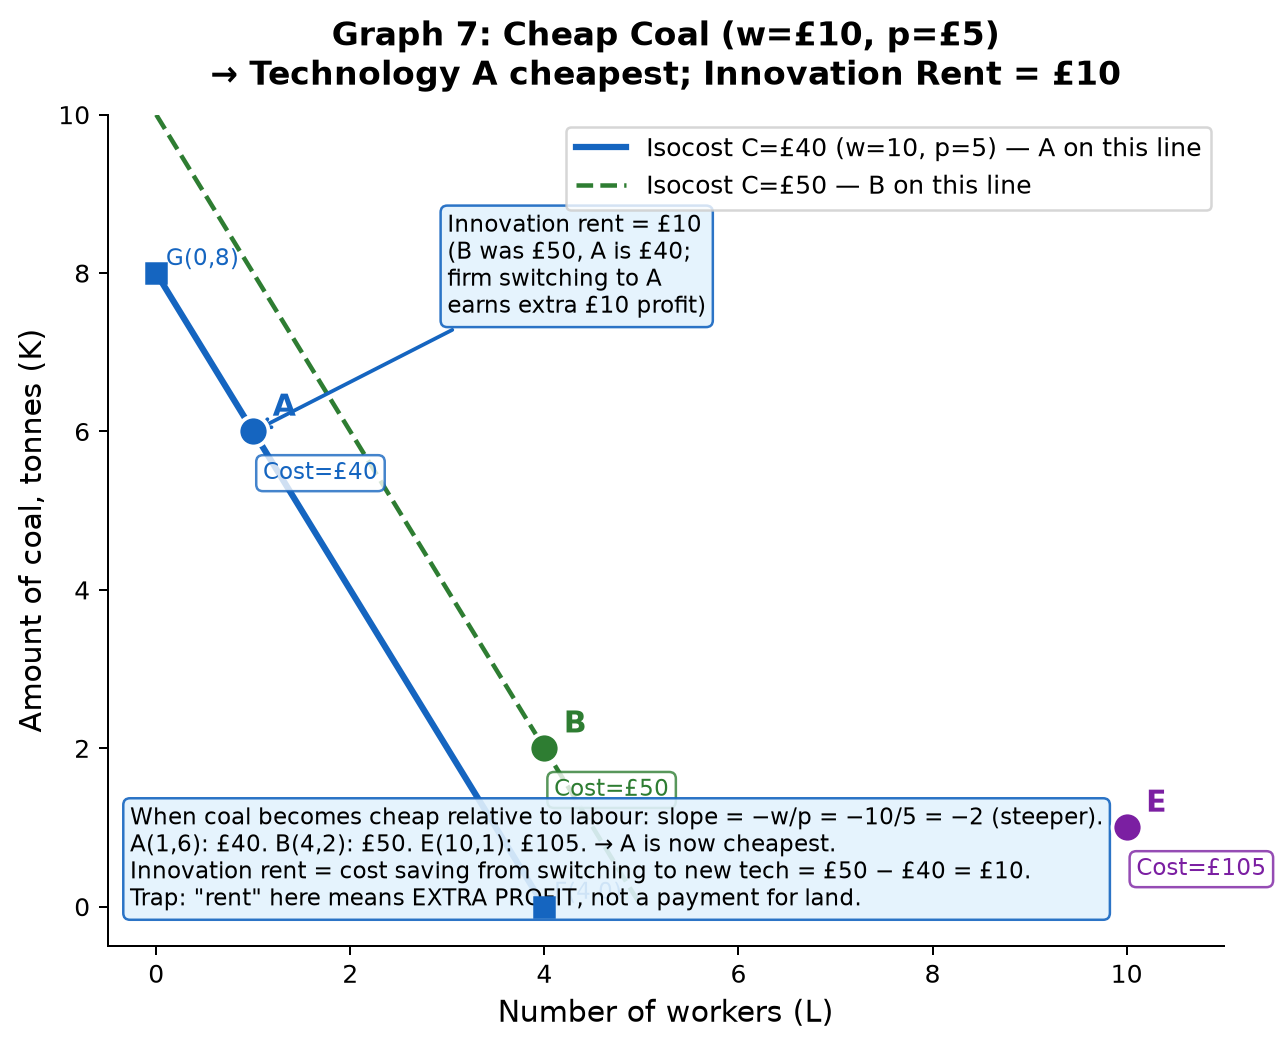 Graph 7: Cheap Coal (w=£10, p=£5)
→ Technology A cheapest; Innovation Rent = £10
Isocost C=£40 (w=10, p=5) — A on this line
Isocost C=£50 — B on this line
Innovation rent = £10
(B was £50, A is £40;
firm switching to A
earns extra £10 profit)
G(0,8)
A
Cost=£40
B
Cost=£50
E
Cost=£105
When coal becomes cheap relative to labour: slope = −w/p = −10/5 = −2 (steeper).
A(1,6): £40. B(4,2): £50. E(10,1): £105. → A is now cheapest.
Innovation rent = cost saving from switching to new tech = £50 − £40 = £10.
Trap: "rent" here means EXTRA PROFIT, not a payment for land.
Amount of coal, tonnes (K)
10
8
6
4
2
0
0 2 4 6 8 10
Number of workers (L)